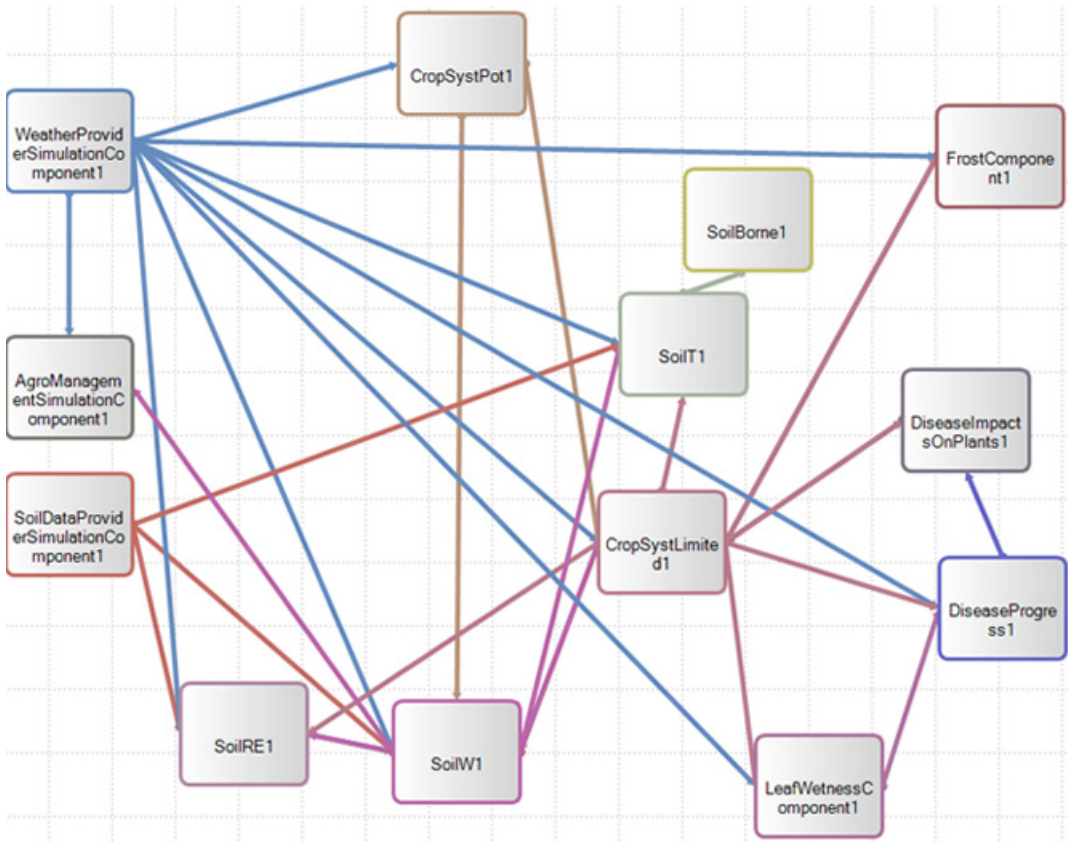 CropSystPot1
WeatherProvid
erSimulationCo
mponent1
FrostCompone
nt1
SoilBorne1
SoilT1
AgroManagem
entSimulationC
omponent1
DiseaseImpact
sOnPlants1
SoilDataProvid
erSimulationCo
mponent1
CropSystLimite
d1
DiseaseProgre
ss1
SoilRE1
SoilW1
LeafWetnessC
omponent1